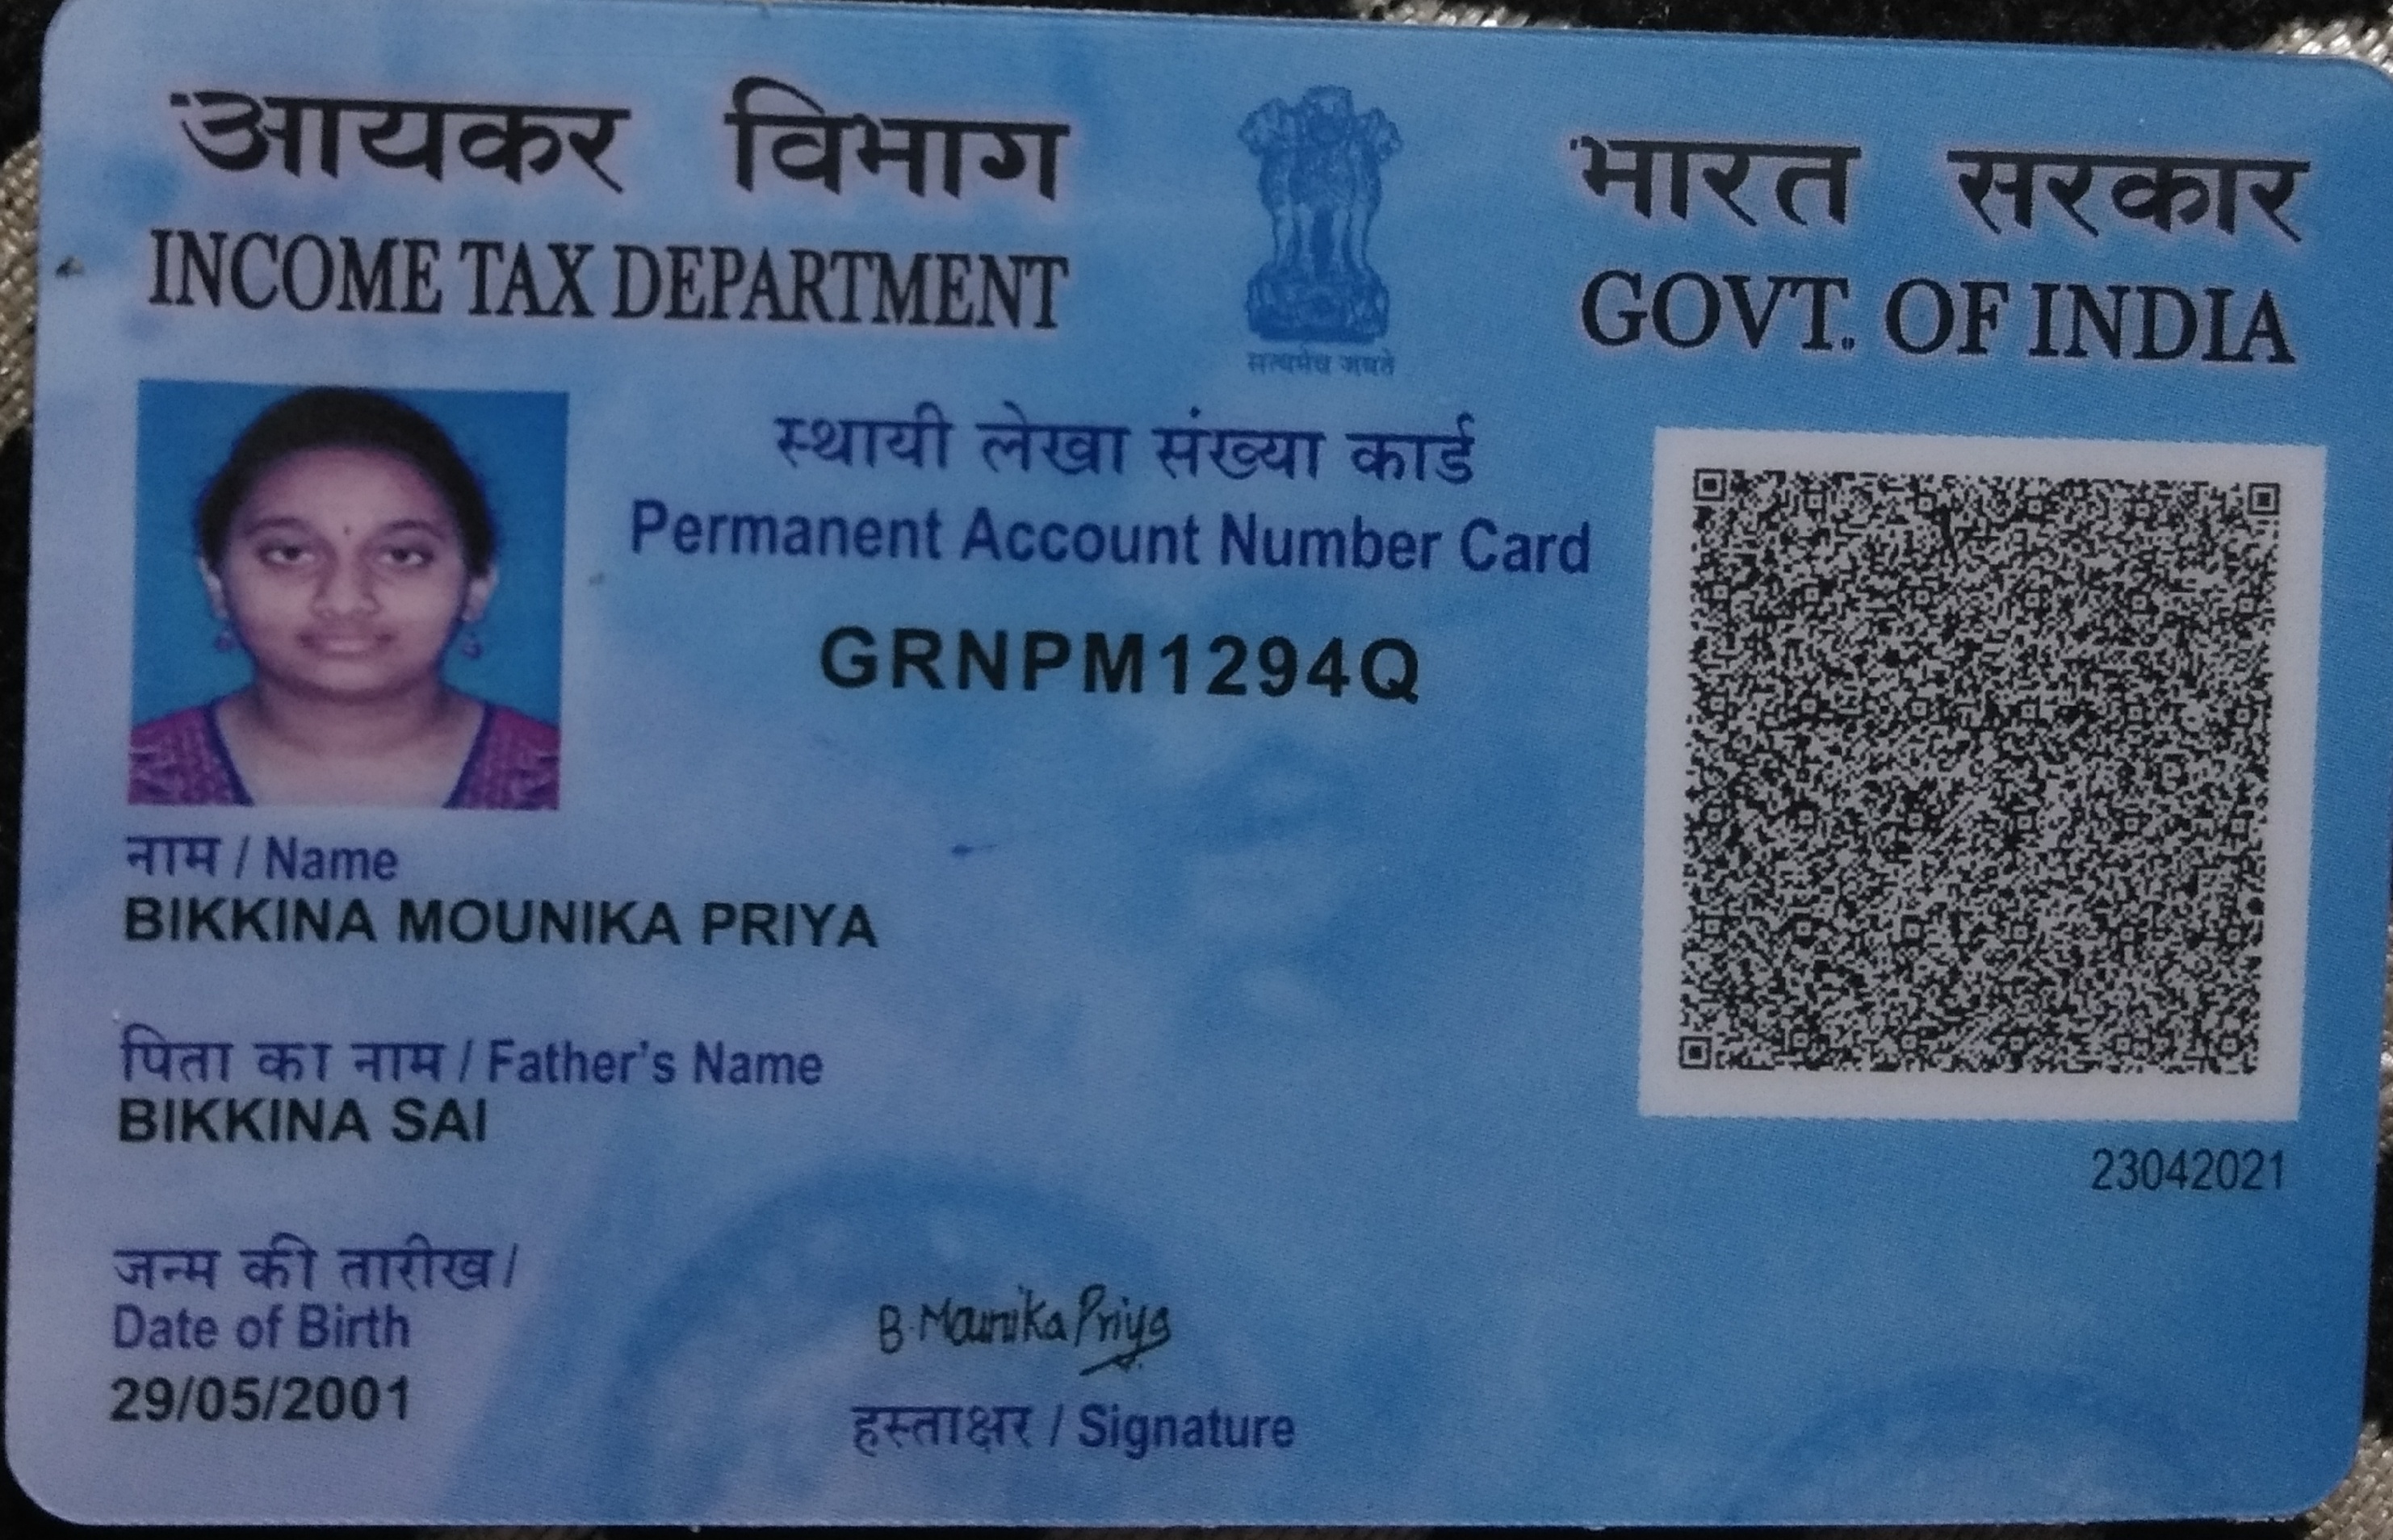 आयकर विभाग
INCOME TAX DEPARTMENT
भारत सरकार
GOVT. OF INDIA
सत्यमेव जयते
स्थायी लेखा संख्या कार्ड
Permanent Account Number Card
GRNPM1294Q
नाम / Name
BIKKINA MOUNIKA PRIYA
पिता का नाम / Father's Name
BIKKINA SAI
23042021
जन्म की तारीख /
Date of Birth
29/05/2001
B. Mounika Priya
हस्ताक्षर / Signature